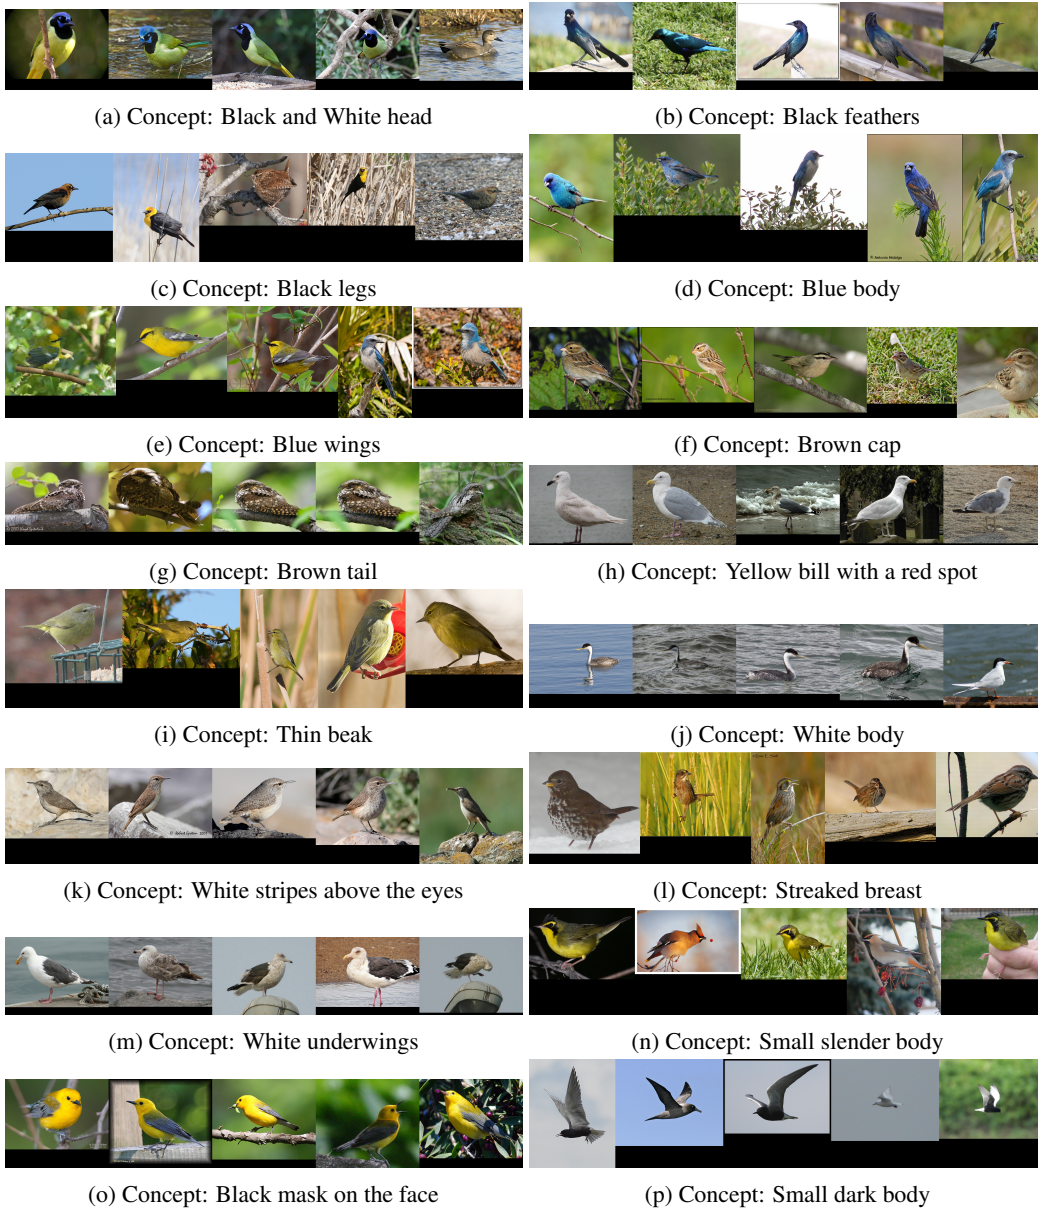 (a) Concept: Black and White head
(b) Concept: Black feathers
(c) Concept: Black legs
(d) Concept: Blue body
(e) Concept: Blue wings
(f) Concept: Brown cap
(g) Concept: Brown tail
(h) Concept: Yellow bill with a red spot
(i) Concept: Thin beak
(j) Concept: White body
(k) Concept: White stripes above the eyes
(l) Concept: Streaked breast
(m) Concept: White underwings
(n) Concept: Small slender body
(o) Concept: Black mask on the face
(p) Concept: Small dark body